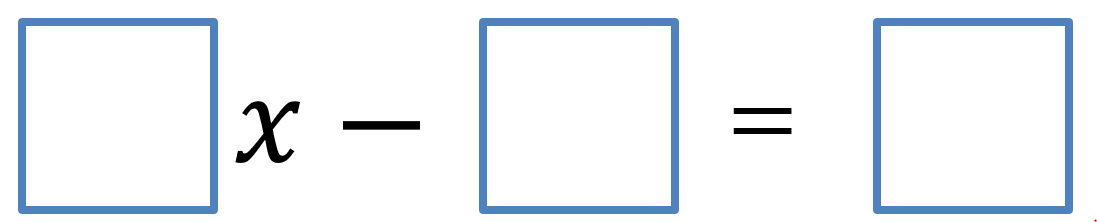 x − =